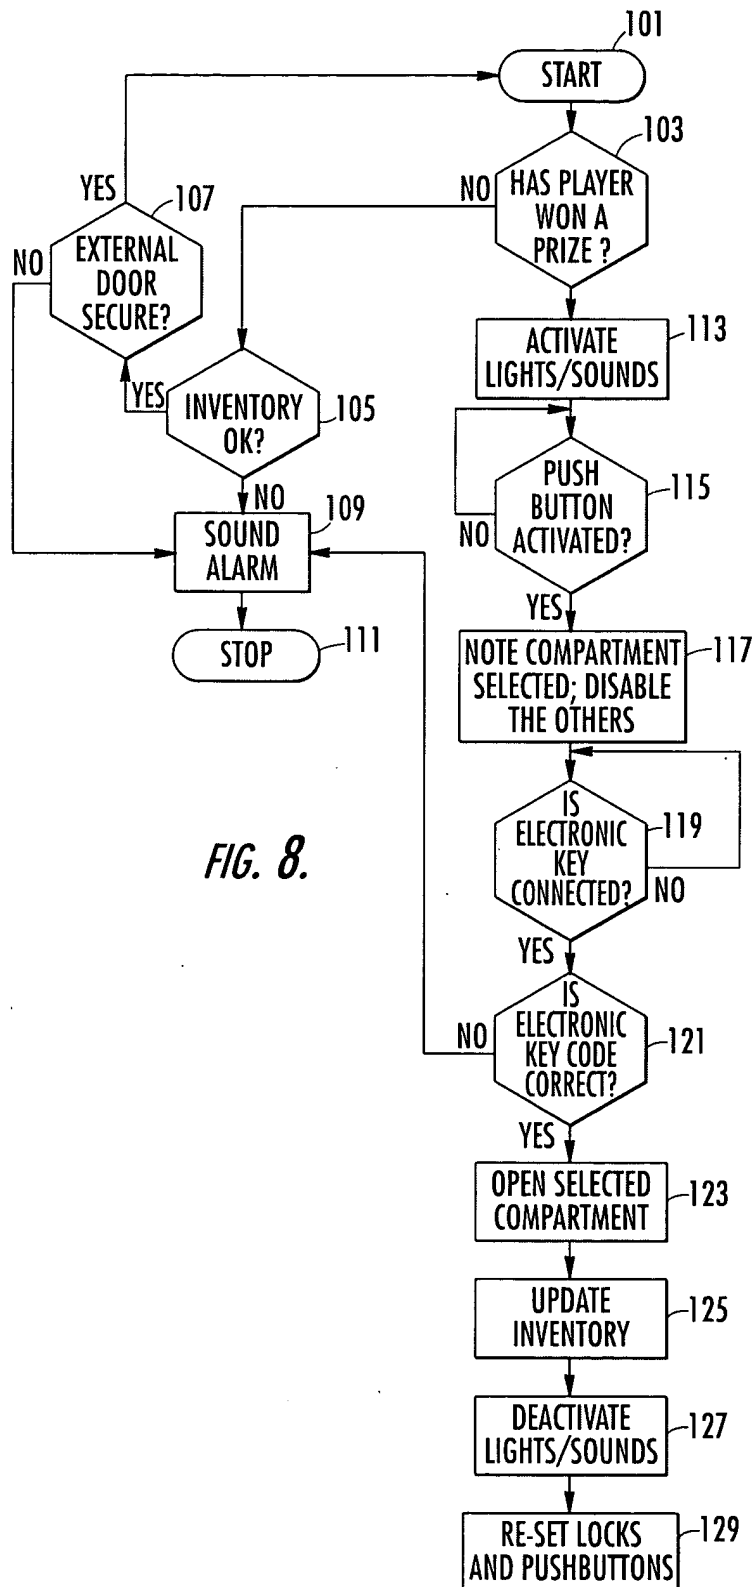 101
START
103
HAS PLAYER
WON A
PRIZE ?
NO
YES
107
EXTERNAL
DOOR
SECURE?
NO
113
ACTIVATE
LIGHTS/SOUNDS
YES
INVENTORY
OK?
105
NO
PUSH
BUTTON
ACTIVATED?
115
NO
YES
109
SOUND
ALARM
STOP
111
NOTE COMPARTMENT
SELECTED; DISABLE
THE OTHERS
117
IS
ELECTRONIC
KEY
CONNECTED?
119
NO
YES
FIG. 8.
IS
ELECTRONIC
KEY CODE
CORRECT?
121
NO
YES
OPEN SELECTED
COMPARTMENT
123
UPDATE
INVENTORY
125
DEACTIVATE
LIGHTS/SOUNDS
127
RE-SET LOCKS
AND PUSHBUTTONS
129